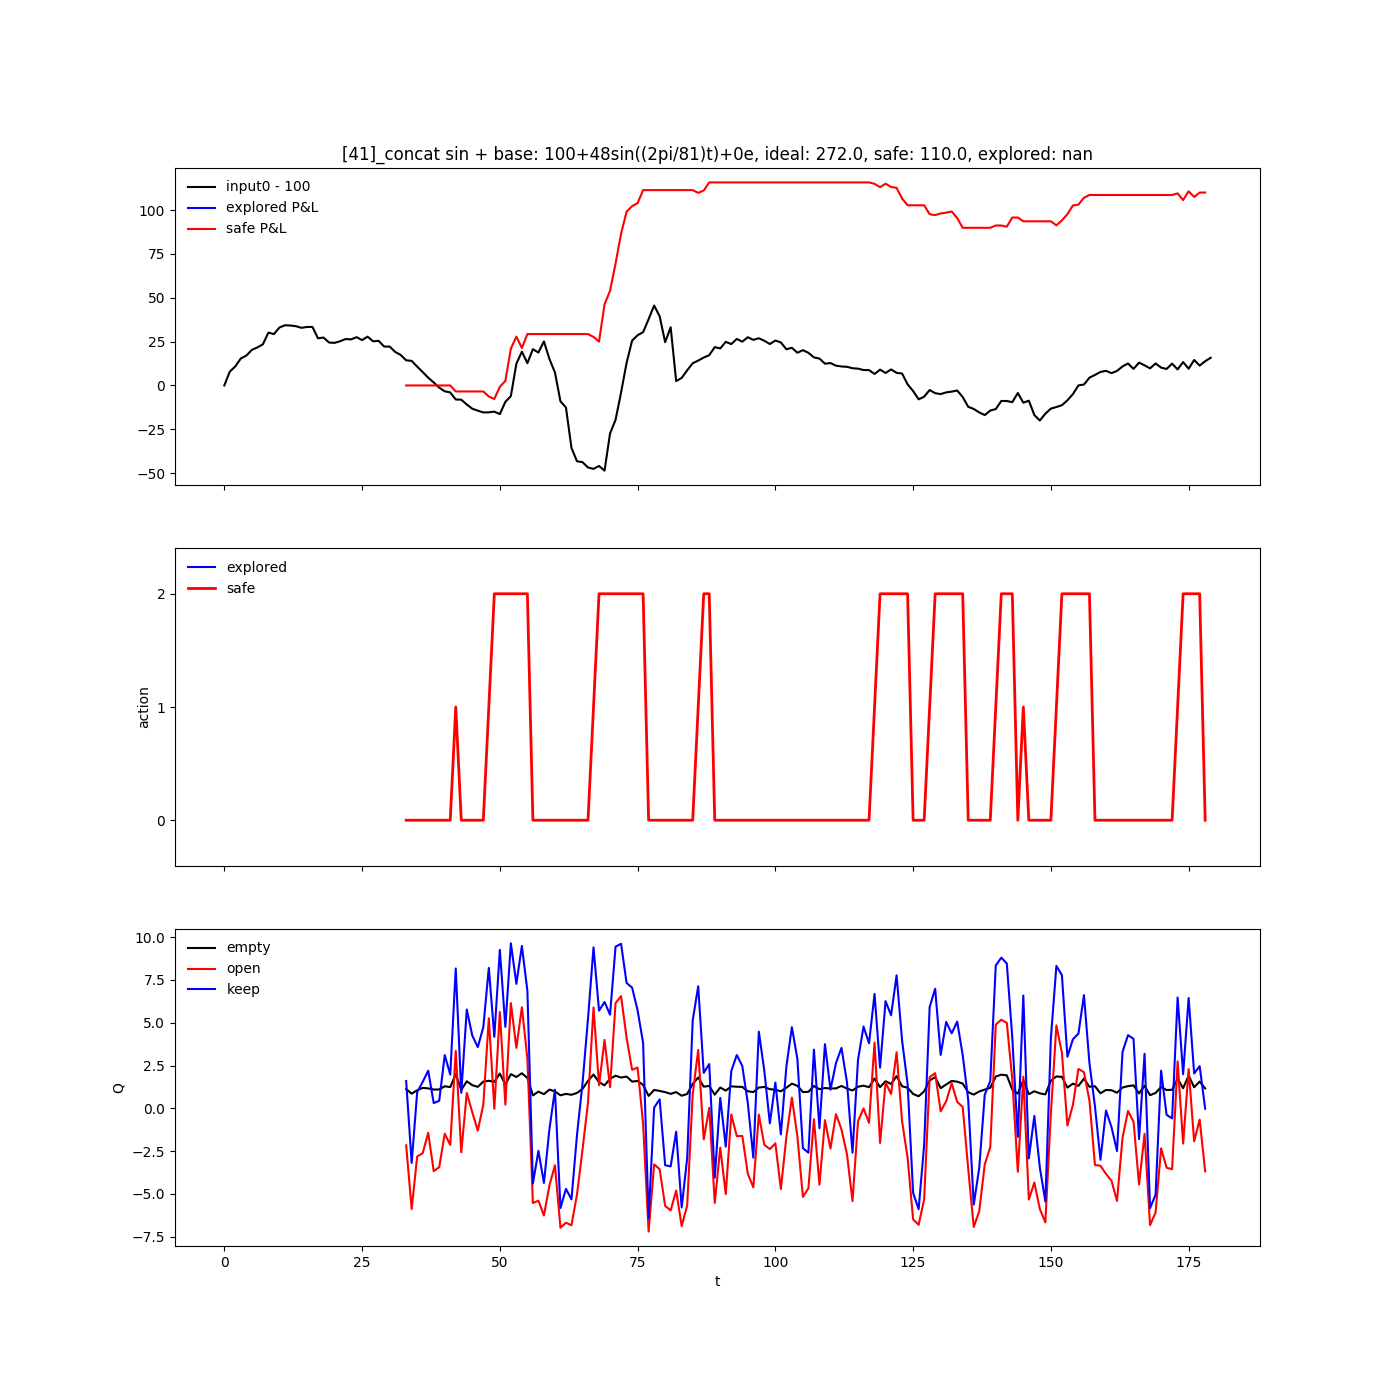 [41]_concat sin + base: 100+48sin((2pi/81)t)+0e, ideal: 272.0, safe: 110.0, explored: nan
input0 - 100
explored P&L
safe P&L
100
75
50
25
0
−25
−50
explored
safe
2
1
0
action
empty
open
keep
10.0
7.5
5.0
2.5
0.0
−2.5
−5.0
−7.5
Q
0 25 50 75 100 125 150 175
t